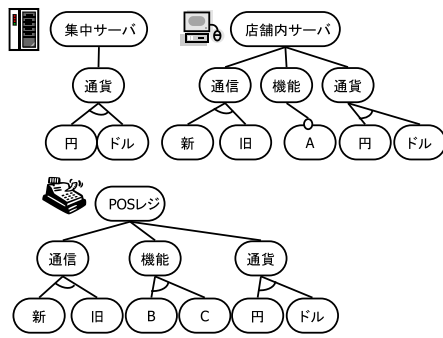 集中サーバ
店舗内サーバ
通貨
通信
機能
通貨
円
ドル
新
旧
A
円
ドル
POSレジ
通信
機能
通貨
新
旧
B
C
円
ドル